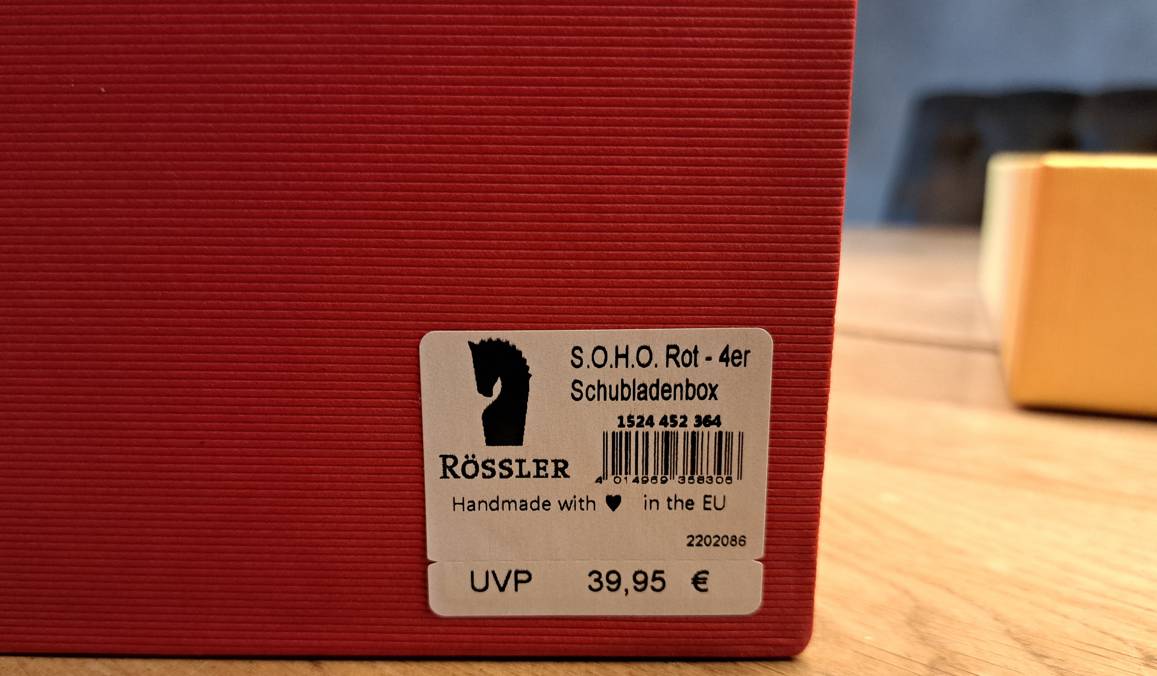 S.O.H.O. Rot - 4er
Schubladenbox
1524 452 364
4 014969 358306
RÖSSLER
Handmade with ♥ in the EU
2202086
UVP 39,95 €